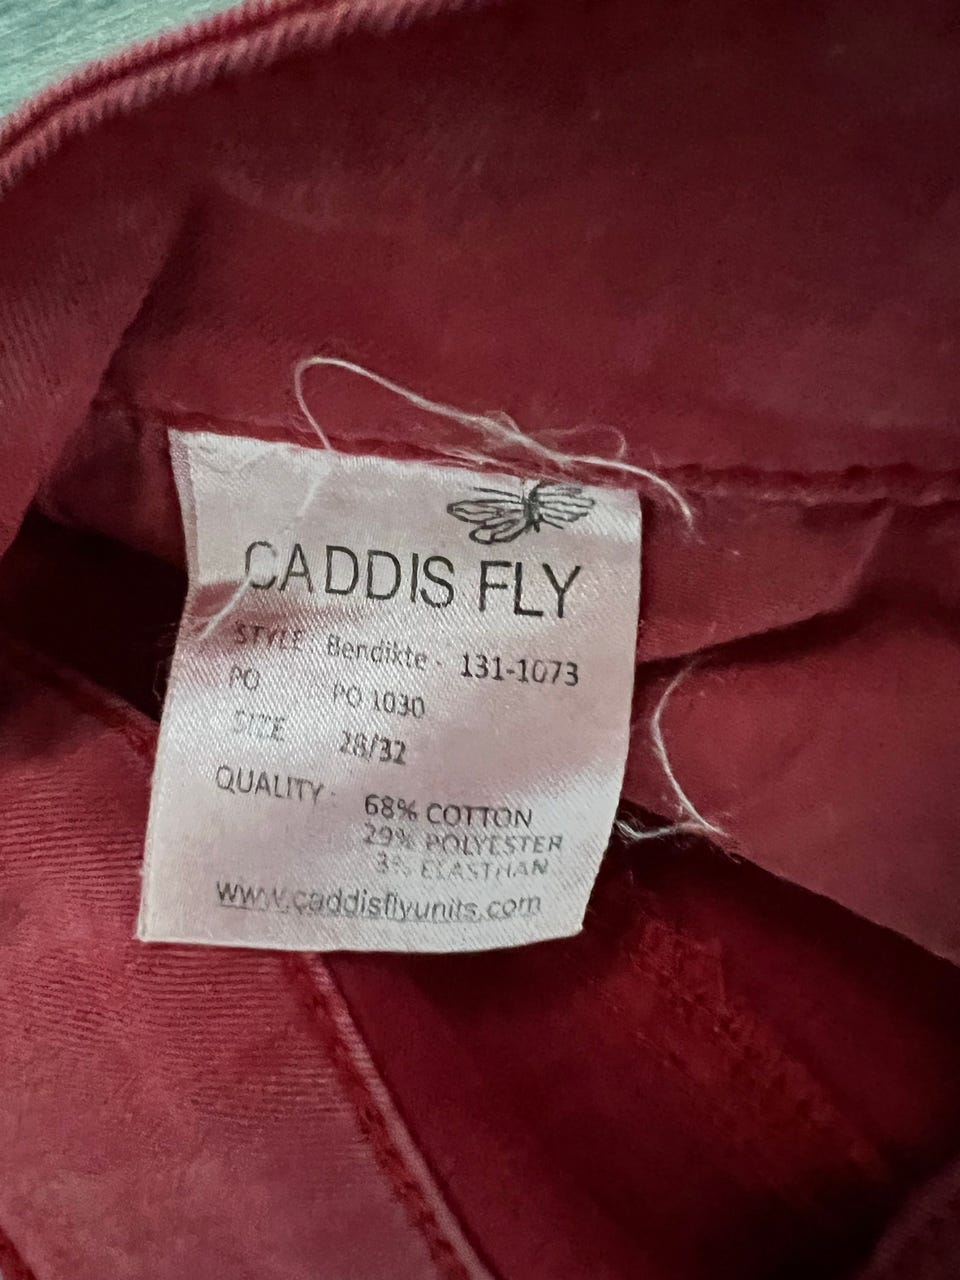 CADDIS FLY
STYLE : Bendikte - 131-1073
PO PO 1030
SIZE 28/32
QUALITY : 68% COTTON
29% POLYESTER
3% ELASTHAN
www.caddisflyunits.com